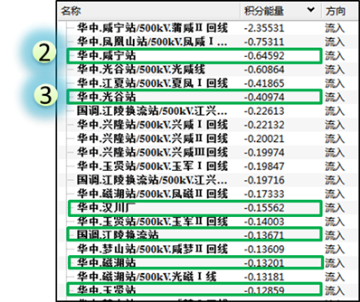 名称 积分能量 方向
华中.咸宁站/500kV.蒲咸Ⅱ回线 -2.35531 流入
华中.凤凰山站/500kV.凤咸Ⅰ... -0.75311 流入
2 华中.咸宁站 -0.64592 流入
华中.光谷站/500kV.光咸线 -0.60864 流入
华中.江夏站/500kV.夏凤Ⅰ回线 -0.41865 流入
3 华中.光谷站 -0.40974 流入
国调.江陵换流站/500kV.江兴... -0.22613 流入
华中.兴隆站/500kV.兴咸Ⅰ回线 -0.22132 流入
华中.兴隆站/500kV.兴咸Ⅱ回线 -0.20021 流入
华中.兴隆站/500kV.兴咸Ⅲ回线 -0.19974 流入
华中.玉贤站/500kV.玉军Ⅰ回线 -0.19847 流入
国调.江陵换流站/500kV.江兴... -0.19716 流入
华中.磁湖站/500kV.凤磁Ⅱ回线 -0.17333 流入
华中.汉川厂 -0.15562 流入
华中.玉贤站/500kV.玉军Ⅱ回线 -0.14003 流入
国调.江陵换流站 -0.13671 流入
华中.梦山站/500kV.咸梦Ⅱ回线 -0.13609 流入
华中.磁湖站 -0.13201 流入
华中.磁湖站/500kV.光磁Ⅰ线 -0.13181 流入
华中.玉贤站 -0.12859 流入